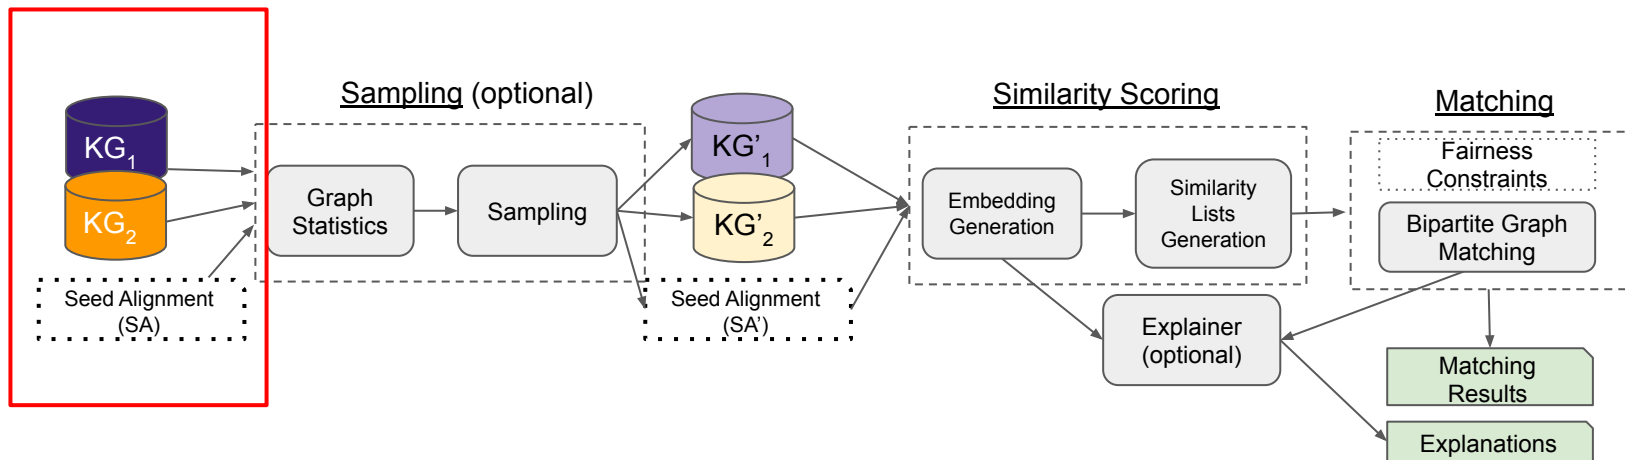 Sampling (optional)
Similarity Scoring
Matching
KG₁
KG₂
Seed Alignment
(SA)
Graph
Statistics
Sampling
KG’₁
KG’₂
Seed Alignment
(SA’)
Embedding
Generation
Similarity
Lists
Generation
Fairness
Constraints
Bipartite Graph
Matching
Explainer
(optional)
Matching
Results
Explanations